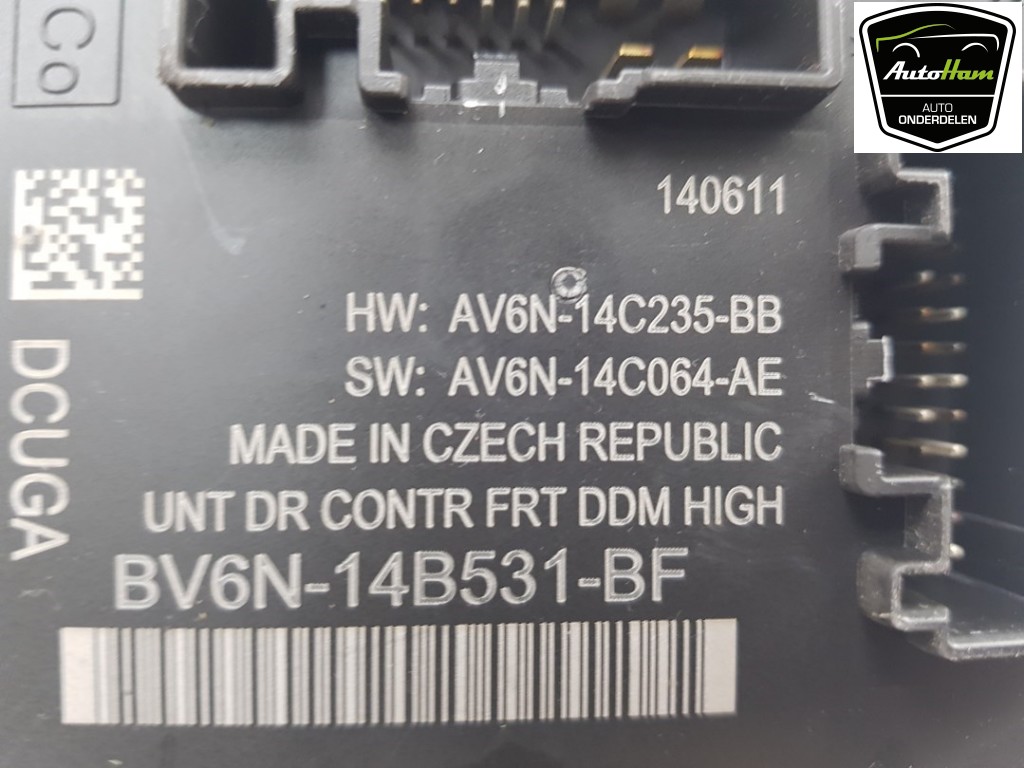 Co
AutoHam
AUTO
ONDERDELEN
140611
HW: AV6N-14C235-BB
SW: AV6N-14C064-AE
MADE IN CZECH REPUBLIC
UNT DR CONTR FRT DDM HIGH
BV6N-14B531-BF
DCUGA